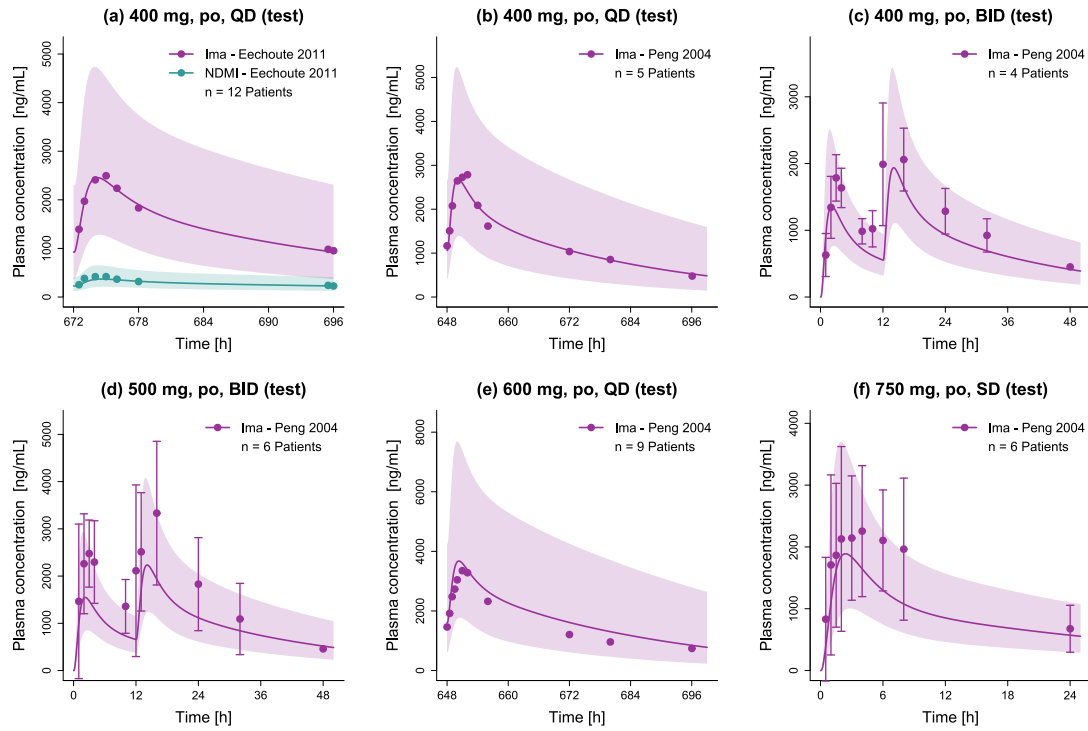 (a) 400 mg, po, QD (test)
Plasma concentration [ng/mL]
5000
4000
3000
2000
1000
0
Ima - Eechoute 2011
NDMI - Eechoute 2011
n = 12 Patients
672 678 684 690 696
Time [h]
(b) 400 mg, po, QD (test)
Plasma concentration [ng/mL]
5000
4000
3000
2000
1000
0
Ima - Peng 2004
n = 5 Patients
648 660 672 684 696
Time [h]
(c) 400 mg, po, BID (test)
Plasma concentration [ng/mL]
3000
2000
1000
0
Ima - Peng 2004
n = 4 Patients
0 12 24 36 48
Time [h]
(d) 500 mg, po, BID (test)
Plasma concentration [ng/mL]
5000
4000
3000
2000
1000
0
Ima - Peng 2004
n = 6 Patients
0 12 24 36 48
Time [h]
(e) 600 mg, po, QD (test)
Plasma concentration [ng/mL]
8000
6000
4000
2000
0
Ima - Peng 2004
n = 9 Patients
648 660 672 684 696
Time [h]
(f) 750 mg, po, SD (test)
Plasma concentration [ng/mL]
4000
3000
2000
1000
0
Ima - Peng 2004
n = 6 Patients
0 6 12 18 24
Time [h]